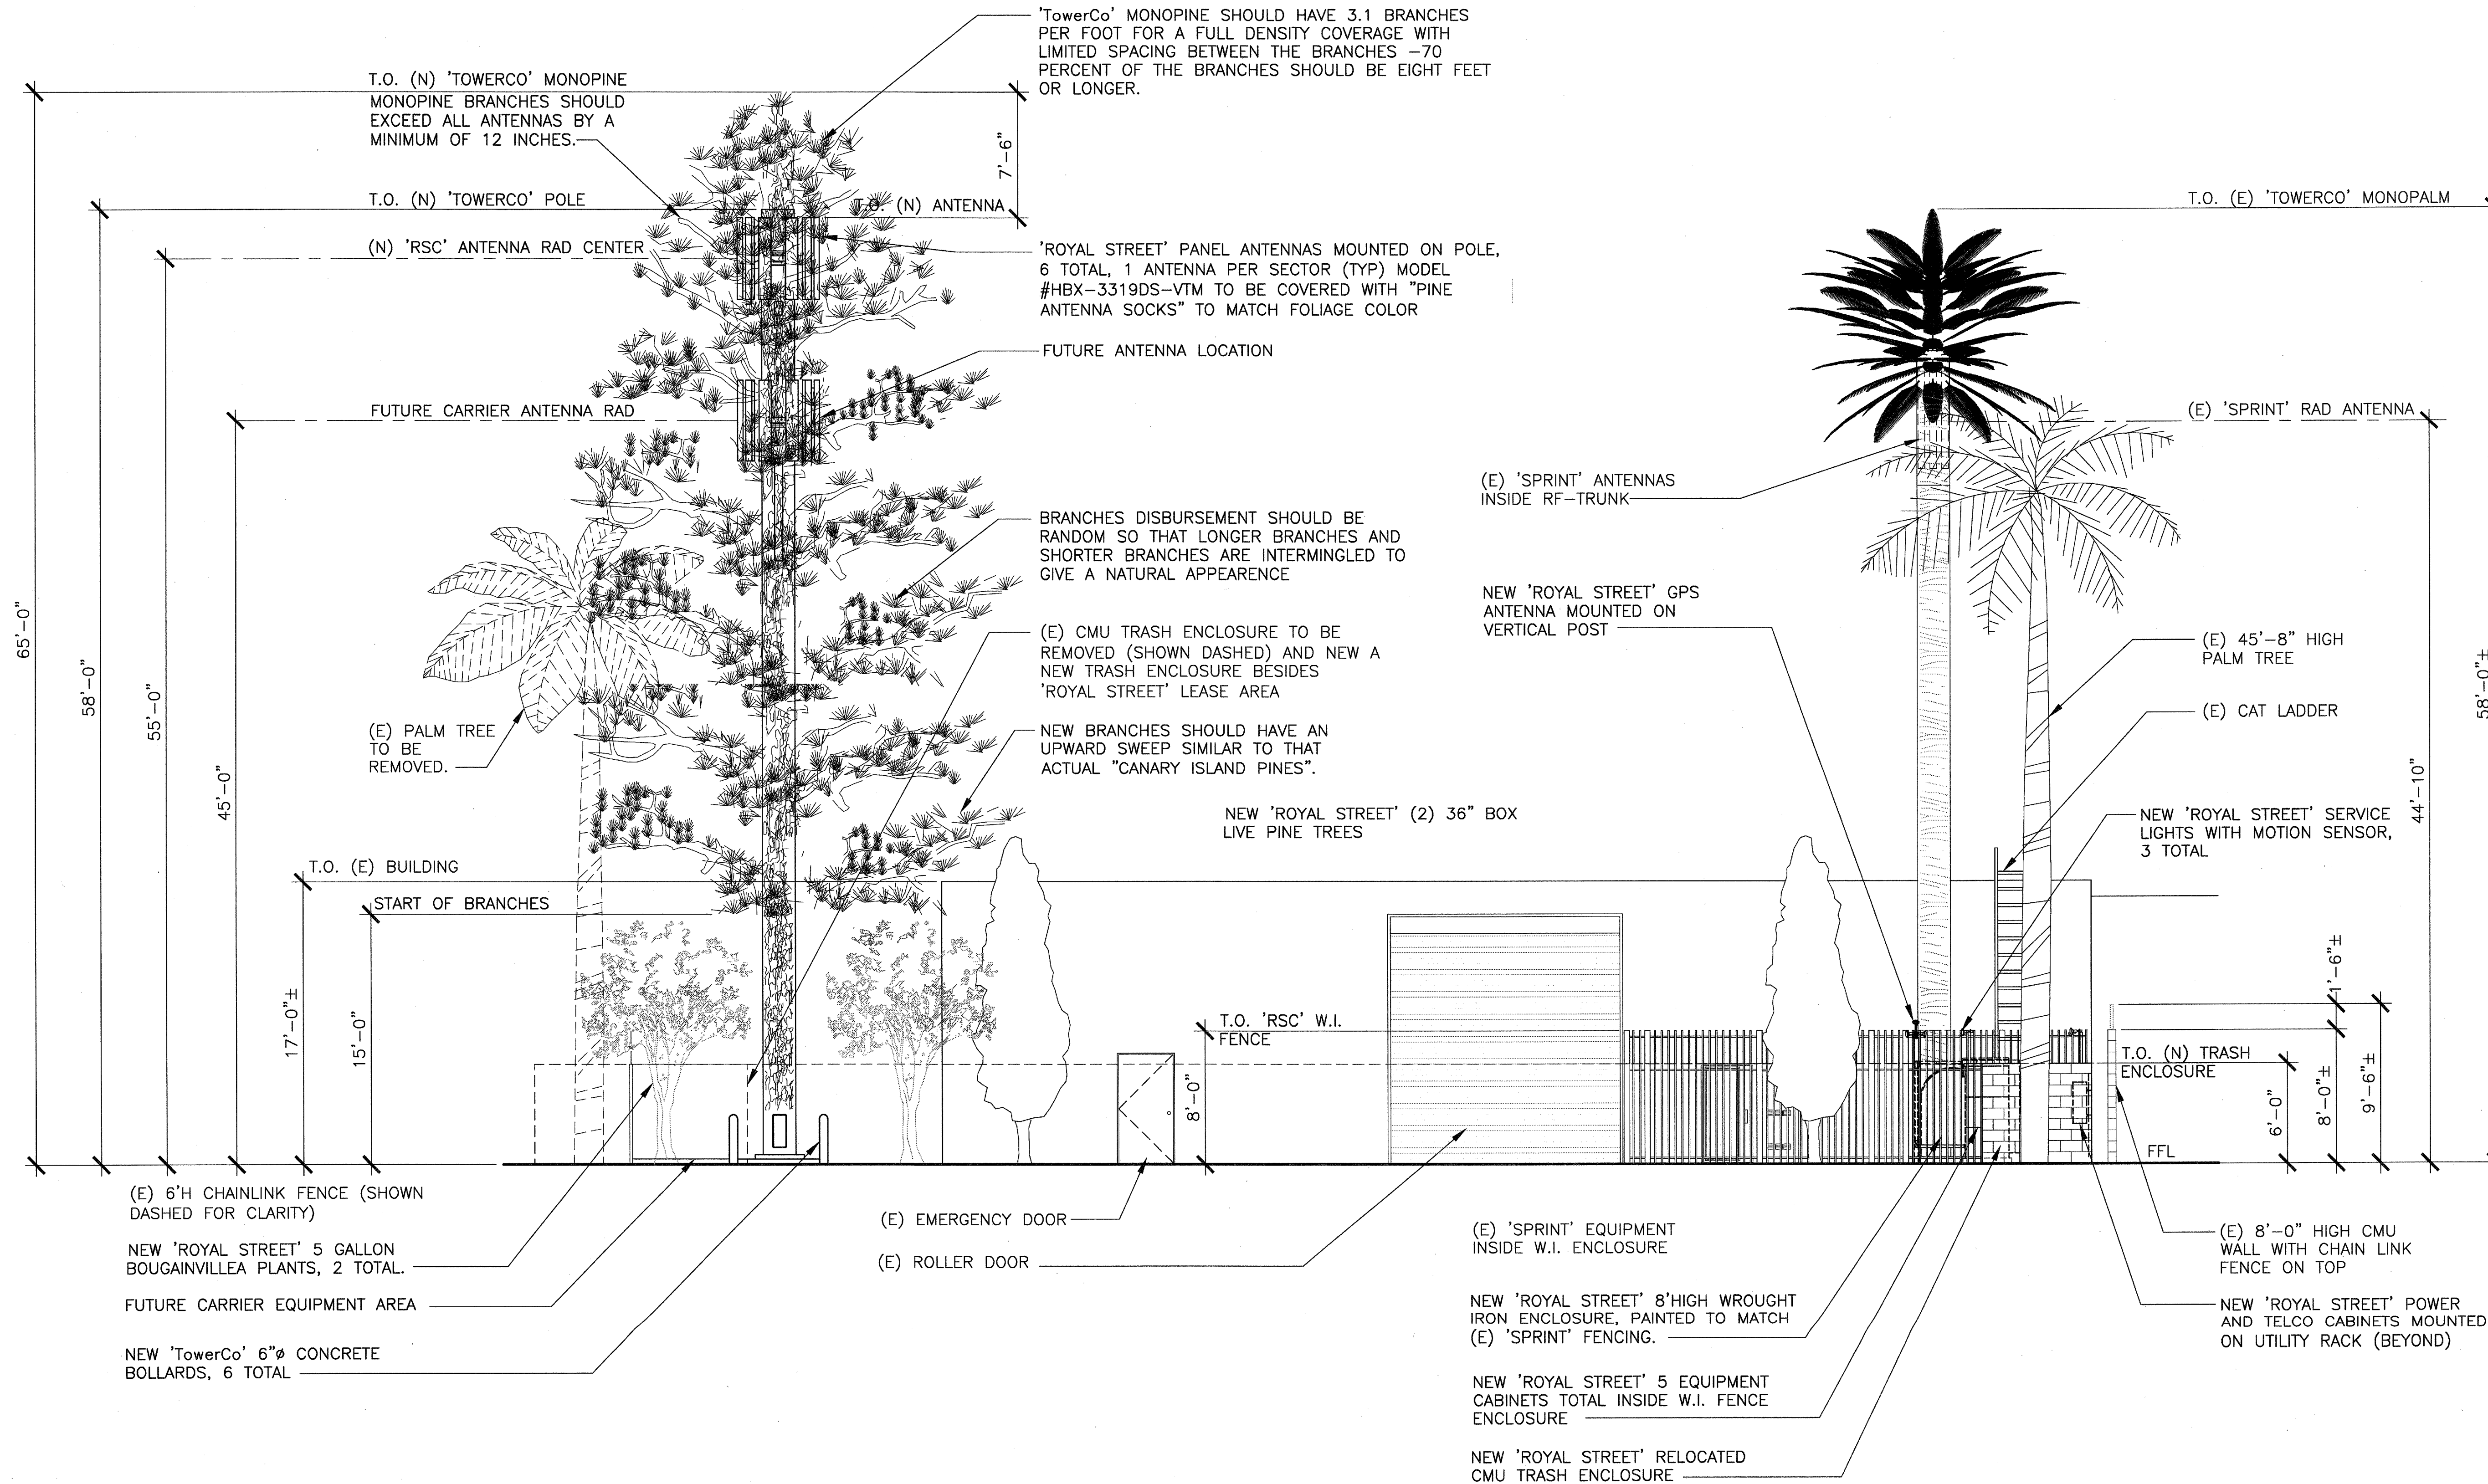 'TowerCo' MONOPINE SHOULD HAVE 3.1 BRANCHES
PER FOOT FOR A FULL DENSITY COVERAGE WITH
LIMITED SPACING BETWEEN THE BRANCHES -70
PERCENT OF THE BRANCHES SHOULD BE EIGHT FEET
OR LONGER.
T.O. (N) 'TOWERCO' MONOPINE
MONOPINE BRANCHES SHOULD
EXCEED ALL ANTENNAS BY A
MINIMUM OF 12 INCHES.
7'-6"
T.O. (N) 'TOWERCO' POLE
T.O. (N) ANTENNA
T.O. (E) 'TOWERCO' MONOPALM
(N) 'RSC' ANTENNA RAD CENTER
'ROYAL STREET' PANEL ANTENNAS MOUNTED ON POLE,
6 TOTAL, 1 ANTENNA PER SECTOR (TYP) MODEL
#HBX-3319DS-VTM TO BE COVERED WITH "PINE
ANTENNA SOCKS" TO MATCH FOLIAGE COLOR
FUTURE ANTENNA LOCATION
FUTURE CARRIER ANTENNA RAD
(E) 'SPRINT' RAD ANTENNA
(E) 'SPRINT' ANTENNAS
INSIDE RF-TRUNK
BRANCHES DISBURSEMENT SHOULD BE
RANDOM SO THAT LONGER BRANCHES AND
SHORTER BRANCHES ARE INTERMINGLED TO
GIVE A NATURAL APPEARENCE
NEW 'ROYAL STREET' GPS
ANTENNA MOUNTED ON
VERTICAL POST
65'-0"
58'-0"
55'-0"
45'-0"
(E) CMU TRASH ENCLOSURE TO BE
REMOVED (SHOWN DASHED) AND NEW A
NEW TRASH ENCLOSURE BESIDES
'ROYAL STREET' LEASE AREA
(E) 45'-8" HIGH
PALM TREE
58'-0"±
(E) PALM TREE
TO BE
REMOVED.
NEW BRANCHES SHOULD HAVE AN
UPWARD SWEEP SIMILAR TO THAT
ACTUAL "CANARY ISLAND PINES".
(E) CAT LADDER
44'-10"
NEW 'ROYAL STREET' (2) 36" BOX
LIVE PINE TREES
NEW 'ROYAL STREET' SERVICE
LIGHTS WITH MOTION SENSOR,
3 TOTAL
T.O. (E) BUILDING
START OF BRANCHES
17'-0"±
15'-0"
T.O. 'RSC' W.I.
FENCE
8'-0"
1'-6"±
T.O. (N) TRASH
ENCLOSURE
6'-0"
8'-0"±
9'-6"±
FFL
(E) 6'H CHAINLINK FENCE (SHOWN
DASHED FOR CLARITY)
NEW 'ROYAL STREET' 5 GALLON
BOUGAINVILLEA PLANTS, 2 TOTAL.
FUTURE CARRIER EQUIPMENT AREA
NEW 'TowerCo' 6"ø CONCRETE
BOLLARDS, 6 TOTAL
(E) EMERGENCY DOOR
(E) ROLLER DOOR
(E) 'SPRINT' EQUIPMENT
INSIDE W.I. ENCLOSURE
NEW 'ROYAL STREET' 8'HIGH WROUGHT
IRON ENCLOSURE, PAINTED TO MATCH
(E) 'SPRINT' FENCING.
NEW 'ROYAL STREET' 5 EQUIPMENT
CABINETS TOTAL INSIDE W.I. FENCE
ENCLOSURE
NEW 'ROYAL STREET' RELOCATED
CMU TRASH ENCLOSURE
(E) 8'-0" HIGH CMU
WALL WITH CHAIN LINK
FENCE ON TOP
NEW 'ROYAL STREET' POWER
AND TELCO CABINETS MOUNTED
ON UTILITY RACK (BEYOND)